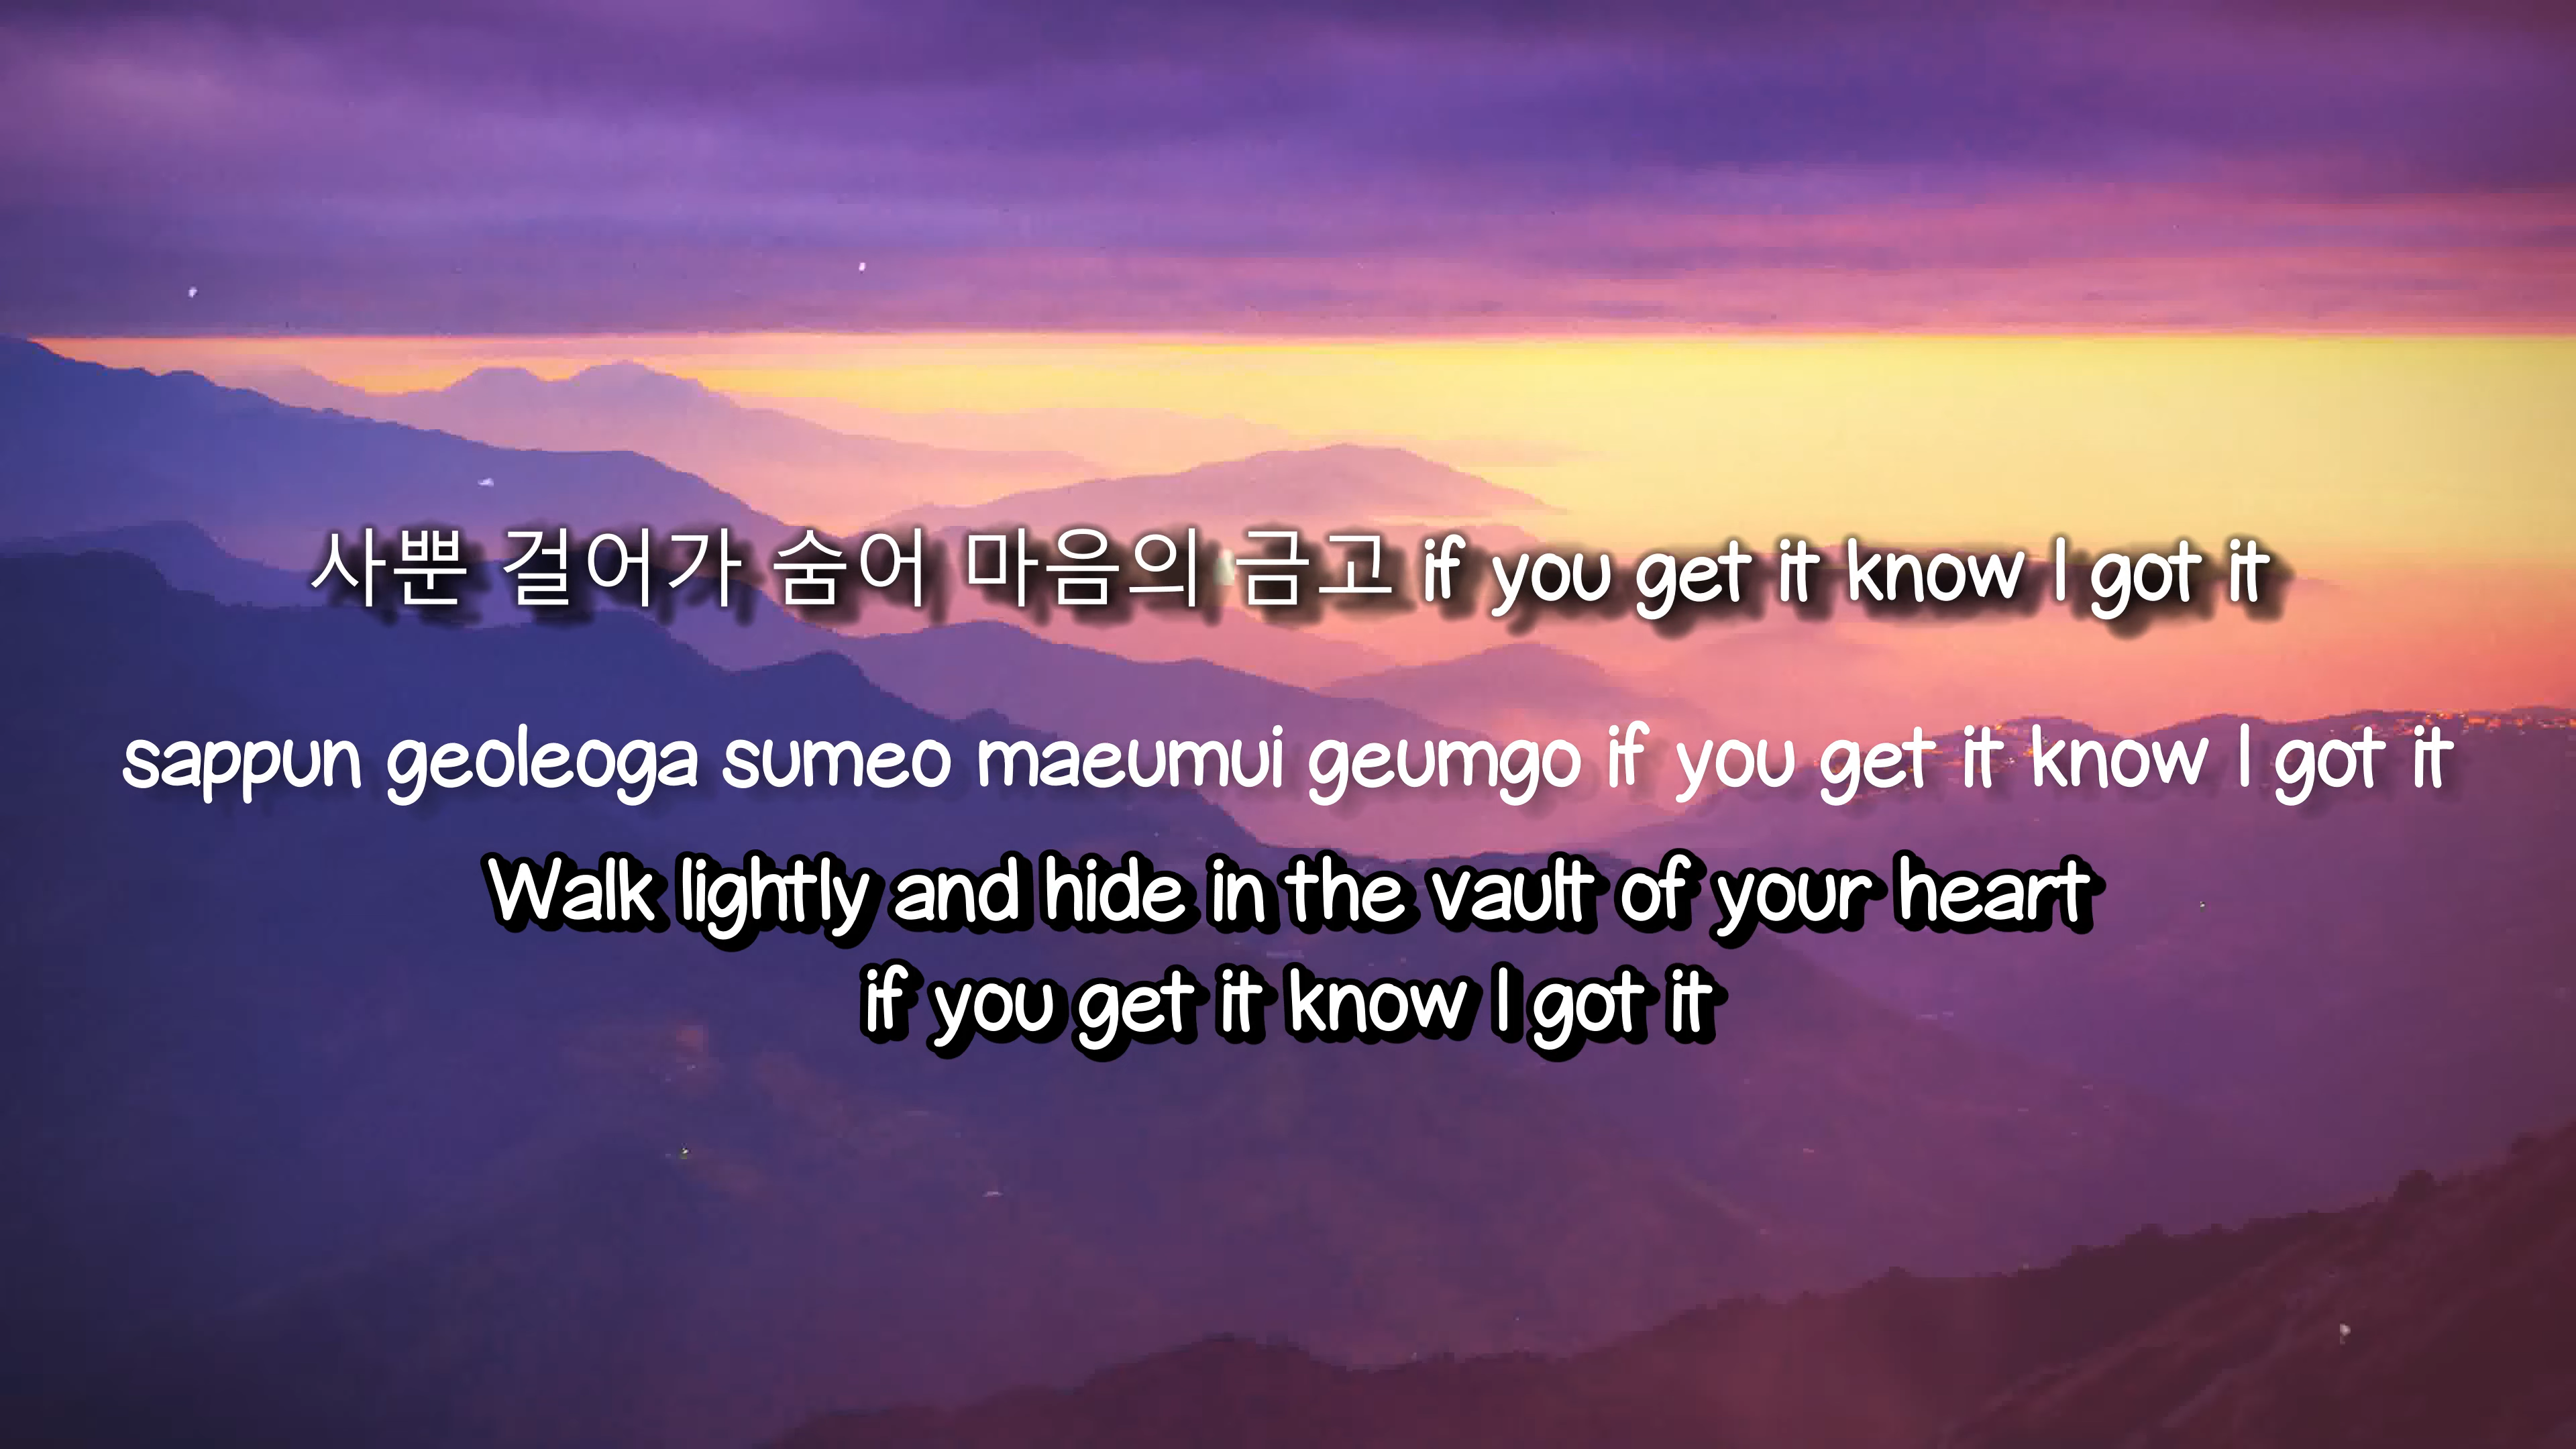 사뿐 걸어가 숨어 마음의 금고 if you get it know I got it
sappun geoleoga sumeo maeumui geumgo if you get it know I got it
Walk lightly and hide in the vault of your heart
if you get it know I got it